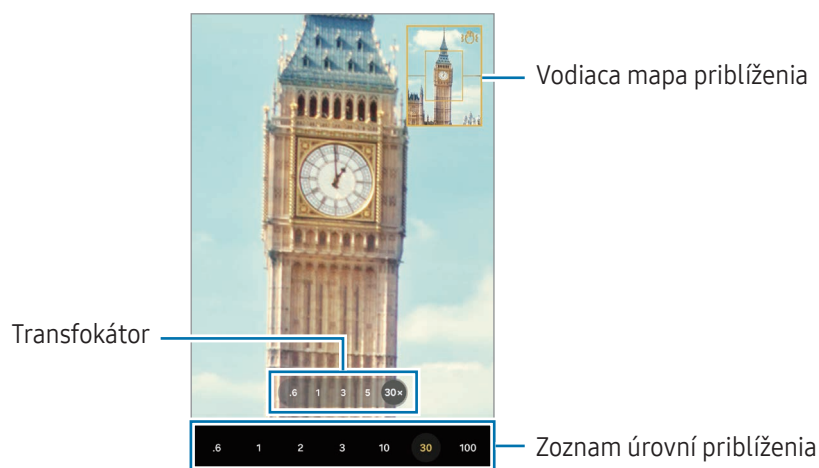 Vodiaca mapa priblíženia
Transfokátor
.6 1 3 5 30×
.6 1 2 3 10 30 100
Zoznam úrovní priblíženia